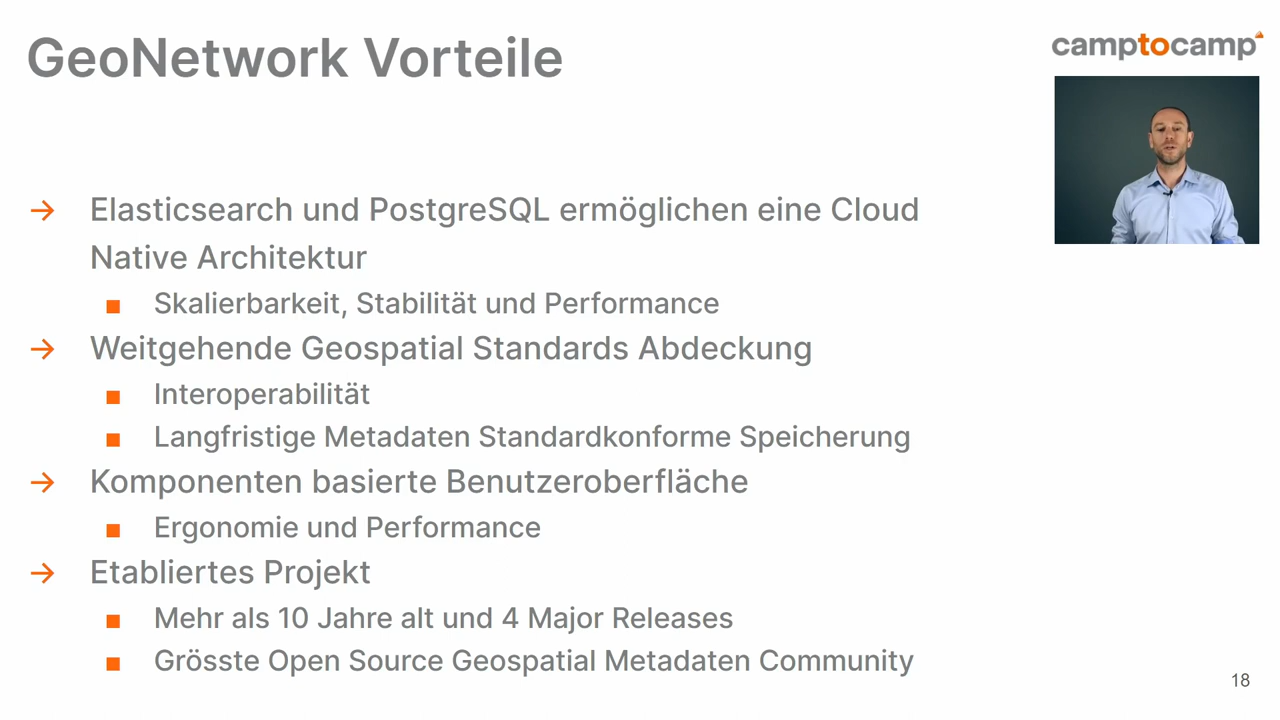 GeoNetwork Vorteile
camptocamp
→ Elasticsearch und PostgreSQL ermöglichen eine Cloud
Native Architektur
■ Skalierbarkeit, Stabilität und Performance
→ Weitgehende Geospatial Standards Abdeckung
■ Interoperabilität
■ Langfristige Metadaten Standardkonforme Speicherung
→ Komponenten basierte Benutzeroberfläche
■ Ergonomie und Performance
→ Etabliertes Projekt
■ Mehr als 10 Jahre alt und 4 Major Releases
■ Grösste Open Source Geospatial Metadaten Community
18